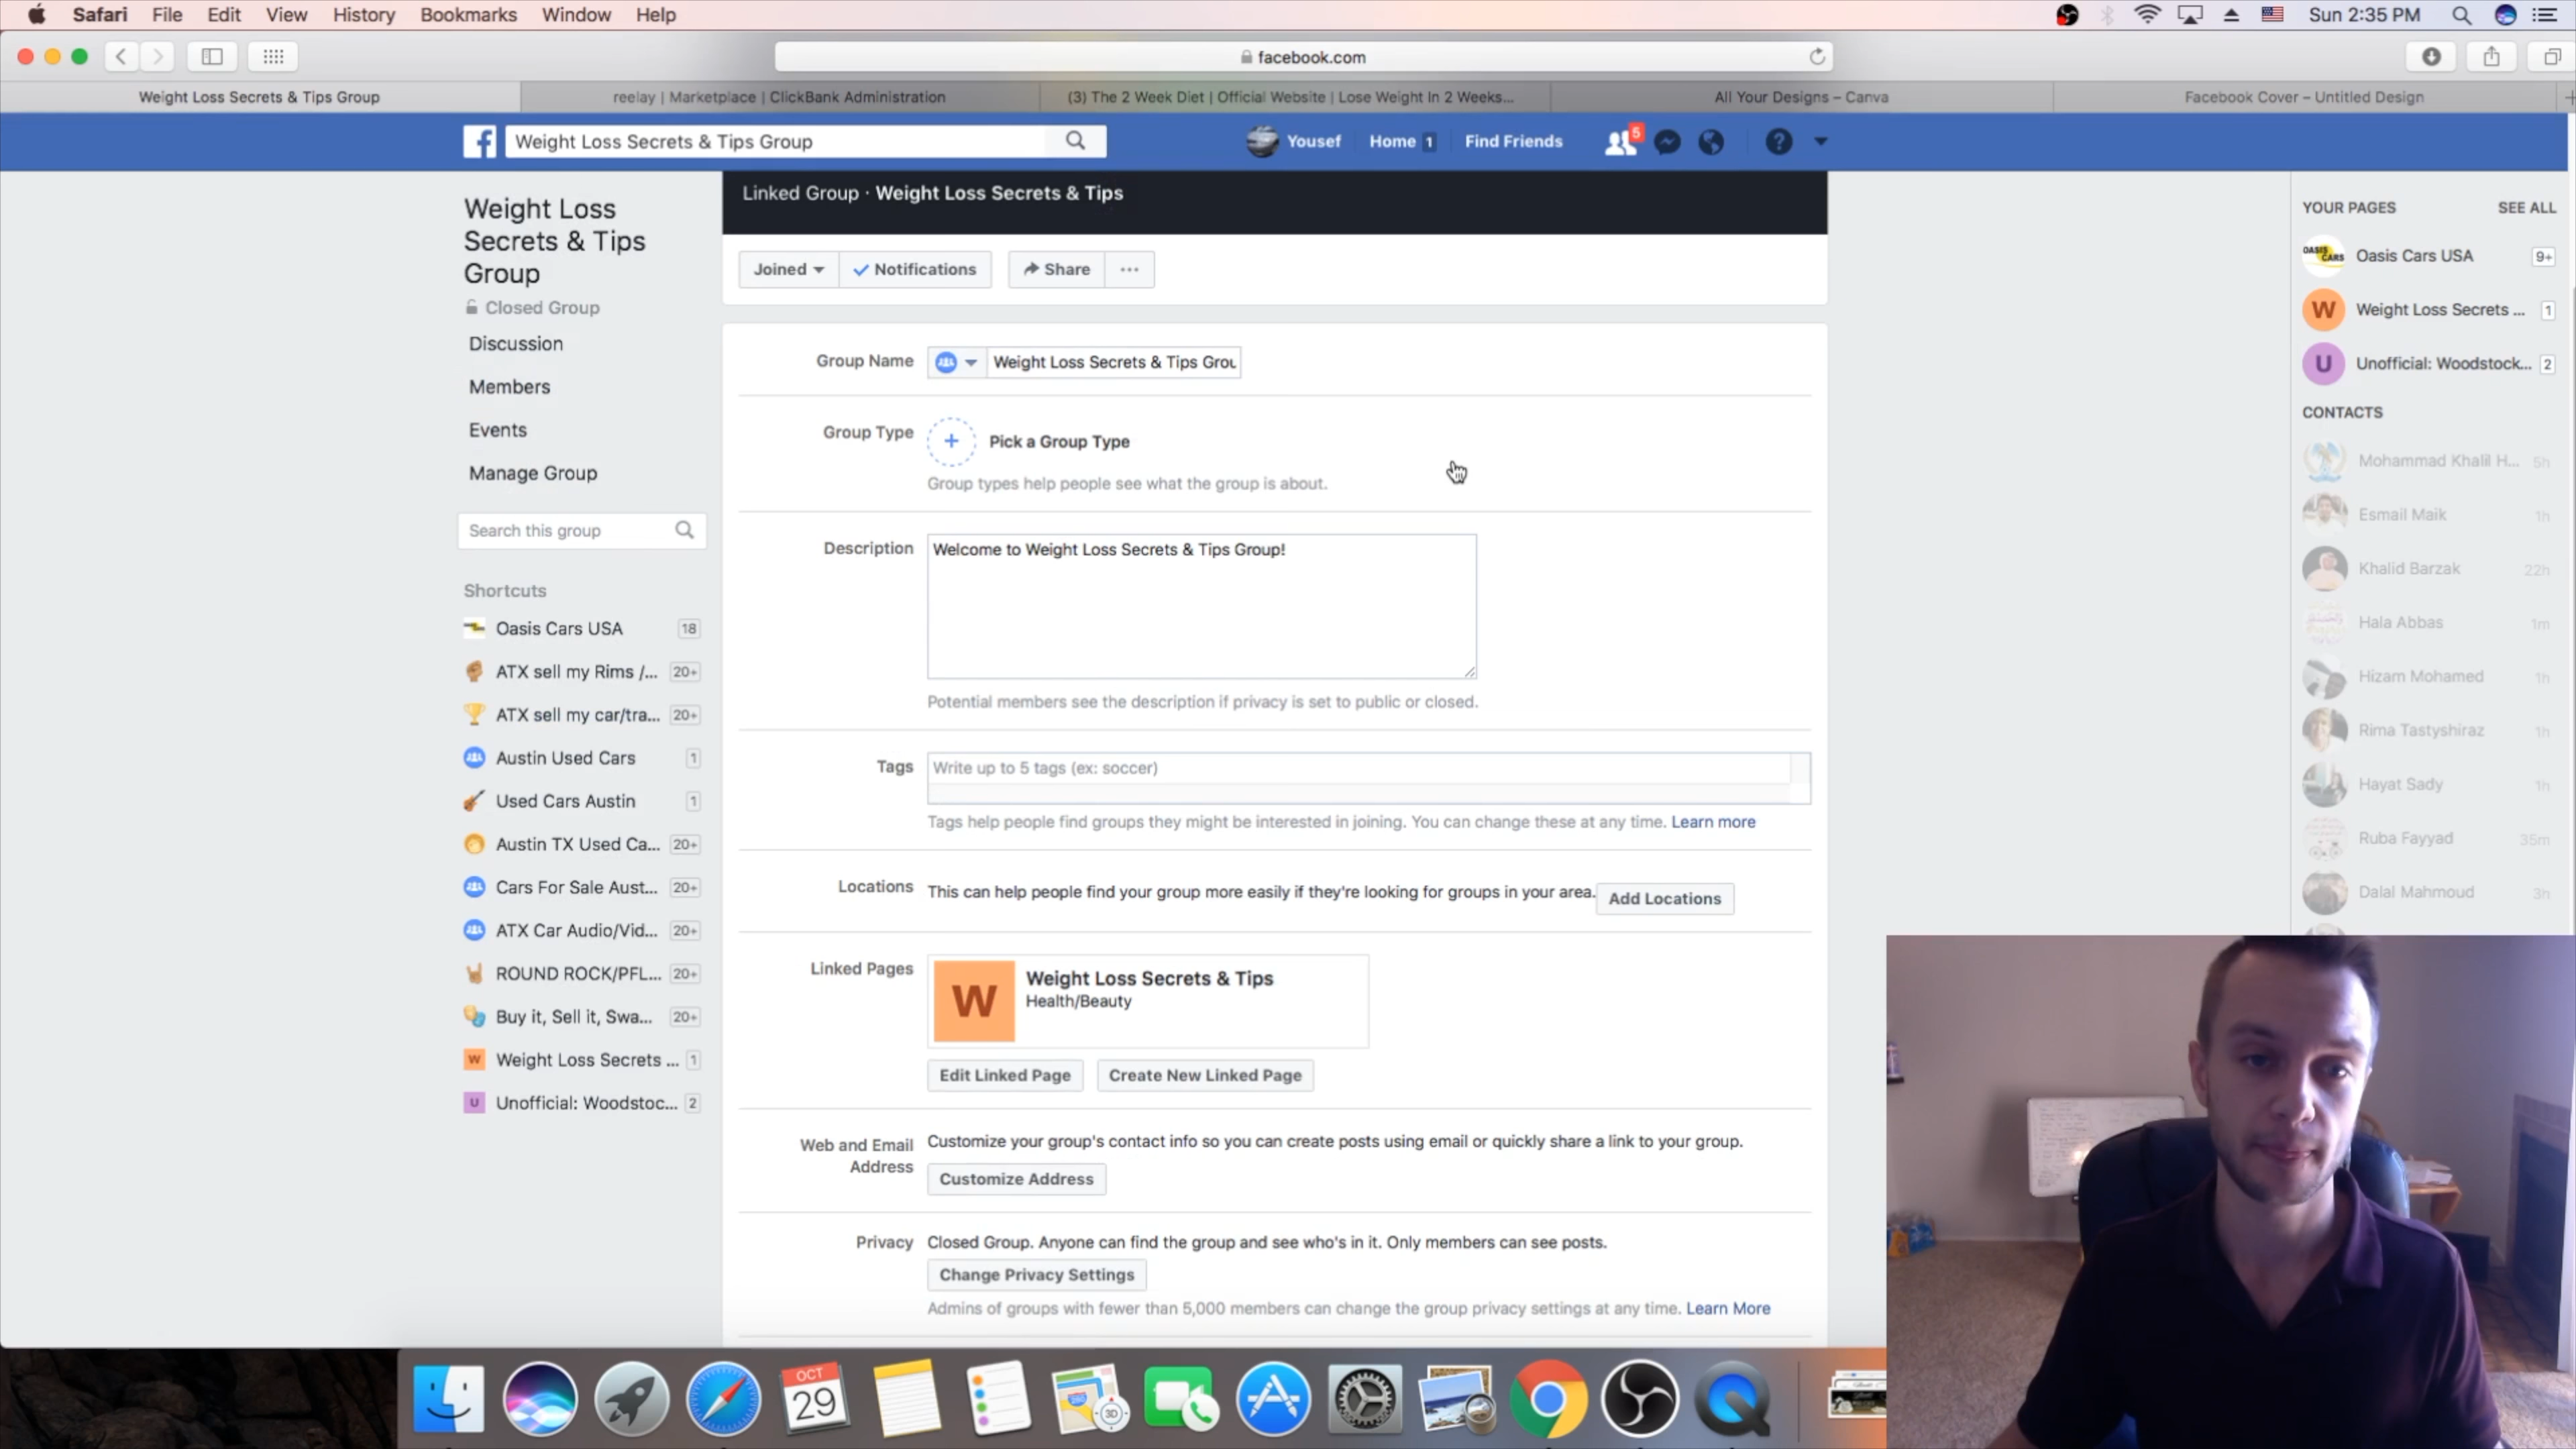 Safari File Edit View History Bookmarks Window Help
Sun 2:35 PM
facebook.com
Weight Loss Secrets & Tips Group
reelay | Marketplace | ClickBank Administration
(3) The 2 Week Diet | Official Website | Lose Weight In 2 Weeks...
All Your Designs – Canva
Facebook Cover – Untitled Design
Weight Loss Secrets & Tips Group
Yousef
Home 1
Find Friends
5
Weight Loss
Secrets & Tips
Group
Closed Group
Discussion
Members
Events
Manage Group
Search this group
Shortcuts
Oasis Cars USA 18
ATX sell my Rims /... 20+
ATX sell my car/tra... 20+
Austin Used Cars 1
Used Cars Austin 1
Austin TX Used Ca... 20+
Cars For Sale Aust... 20+
ATX Car Audio/Vid... 20+
ROUND ROCK/PFL... 20+
Buy it, Sell it, Swa... 20+
W Weight Loss Secrets ... 1
U Unofficial: Woodstoc... 2
Linked Group · Weight Loss Secrets & Tips
Joined
Notifications
Share
Group Name Weight Loss Secrets & Tips Grou
Group Type Pick a Group Type
Group types help people see what the group is about.
Description Welcome to Weight Loss Secrets & Tips Group!
Potential members see the description if privacy is set to public or closed.
Tags Write up to 5 tags (ex: soccer)
Tags help people find groups they might be interested in joining. You can change these at any time. Learn more
Locations This can help people find your group more easily if they're looking for groups in your area. Add Locations
Linked Pages W Weight Loss Secrets & Tips
Health/Beauty
Edit Linked Page Create New Linked Page
Web and Email Address Customize your group's contact info so you can create posts using email or quickly share a link to your group.
Customize Address
Privacy Closed Group. Anyone can find the group and see who's in it. Only members can see posts.
Change Privacy Settings
Admins of groups with fewer than 5,000 members can change the group privacy settings at any time. Learn More
YOUR PAGES SEE ALL
OASIS CARS Oasis Cars USA 9+
W Weight Loss Secrets ... 1
U Unofficial: Woodstock... 2
CONTACTS
Mohammad Khalil H... 5h
Esmail Maik 1h
Khalid Barzak 22h
Hala Abbas 1m
Hizam Mohamed 1h
Rima Tastyshiraz 1h
Hayat Sady 1h
Ruba Fayyad 35m
Dalal Mahmoud 3h
OCT
29
3D